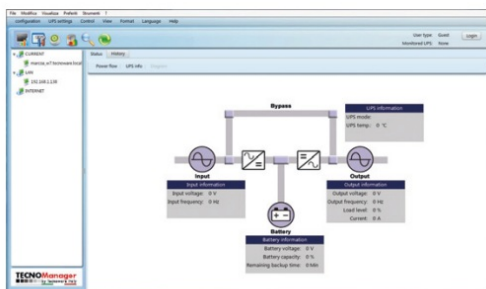 File Modifica Visualizza Preferiti Strumenti ?
configuration UPS settings Control View Format Language Help
User type Guest
Login
Monitored UPS: None
CURRENT
LAN
192.168.1.138
INTERNET
Status History
Power flow UPS info
Bypass
UPS information
UPS mode:
UPS temp.: 0 °C
Input
Output
Input information
Input voltage: 0 V
Input frequency: 0 Hz
Output information
Output voltage: 0 V
Output frequency: 0 Hz
Load level: 0 %
Current: 0 A
Battery
Battery information
Battery voltage: 0 V
Battery capacity: 0 %
Remaining backup time: 0 Min
TECNOManager
by tecnoware